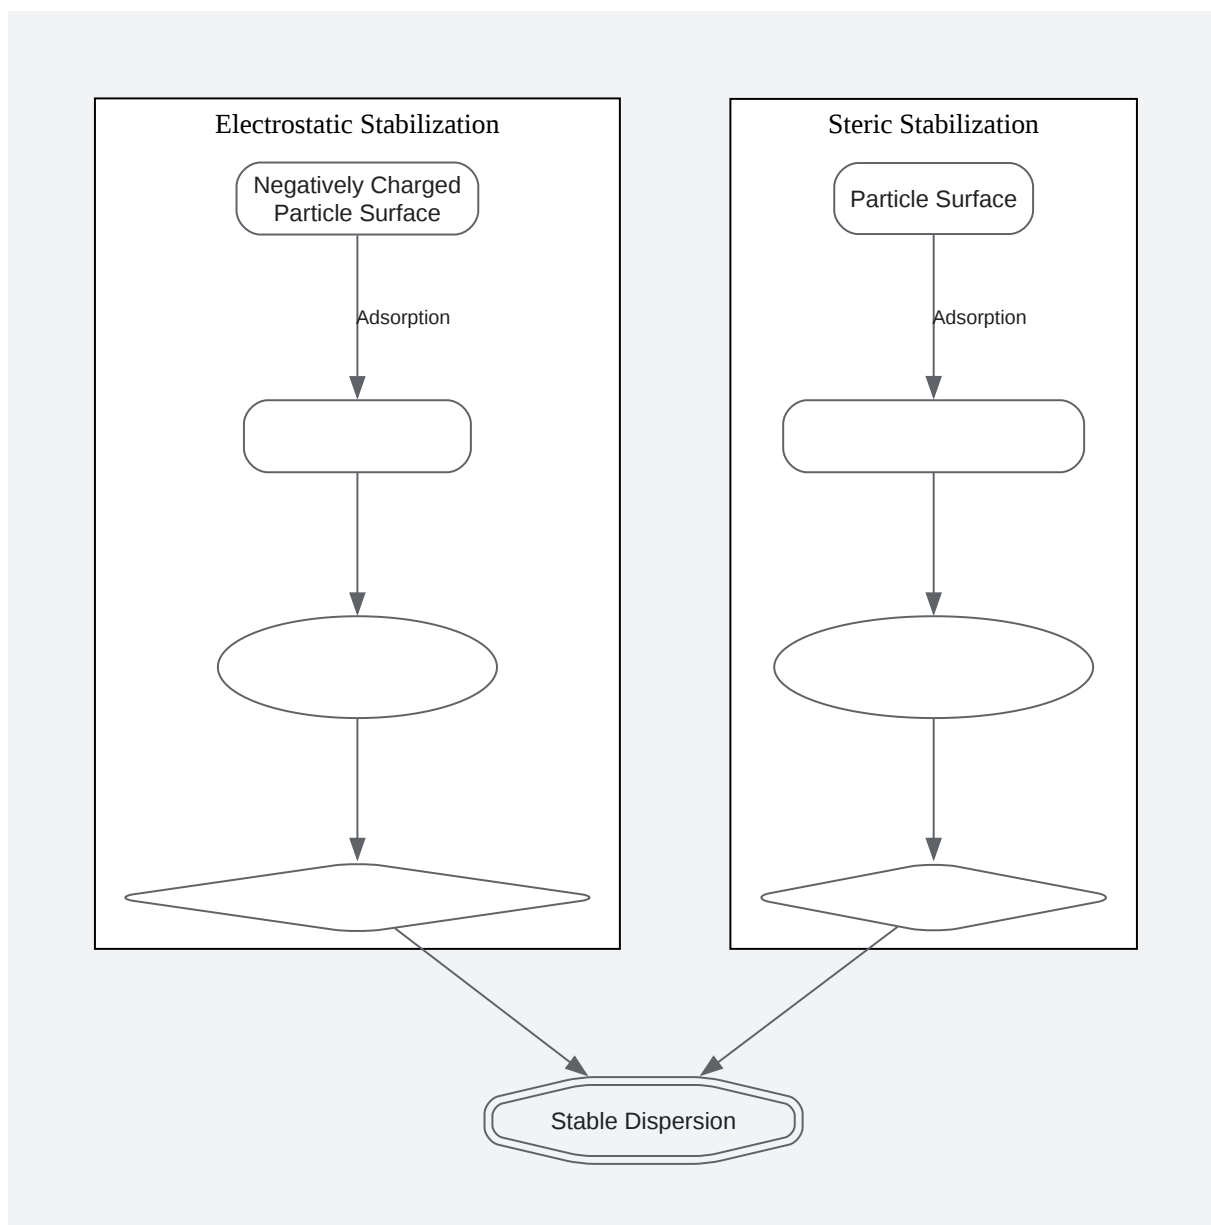 Electrostatic Stabilization
Negatively Charged
Particle Surface
Adsorption
Steric Stabilization
Particle Surface
Adsorption
Stable Dispersion